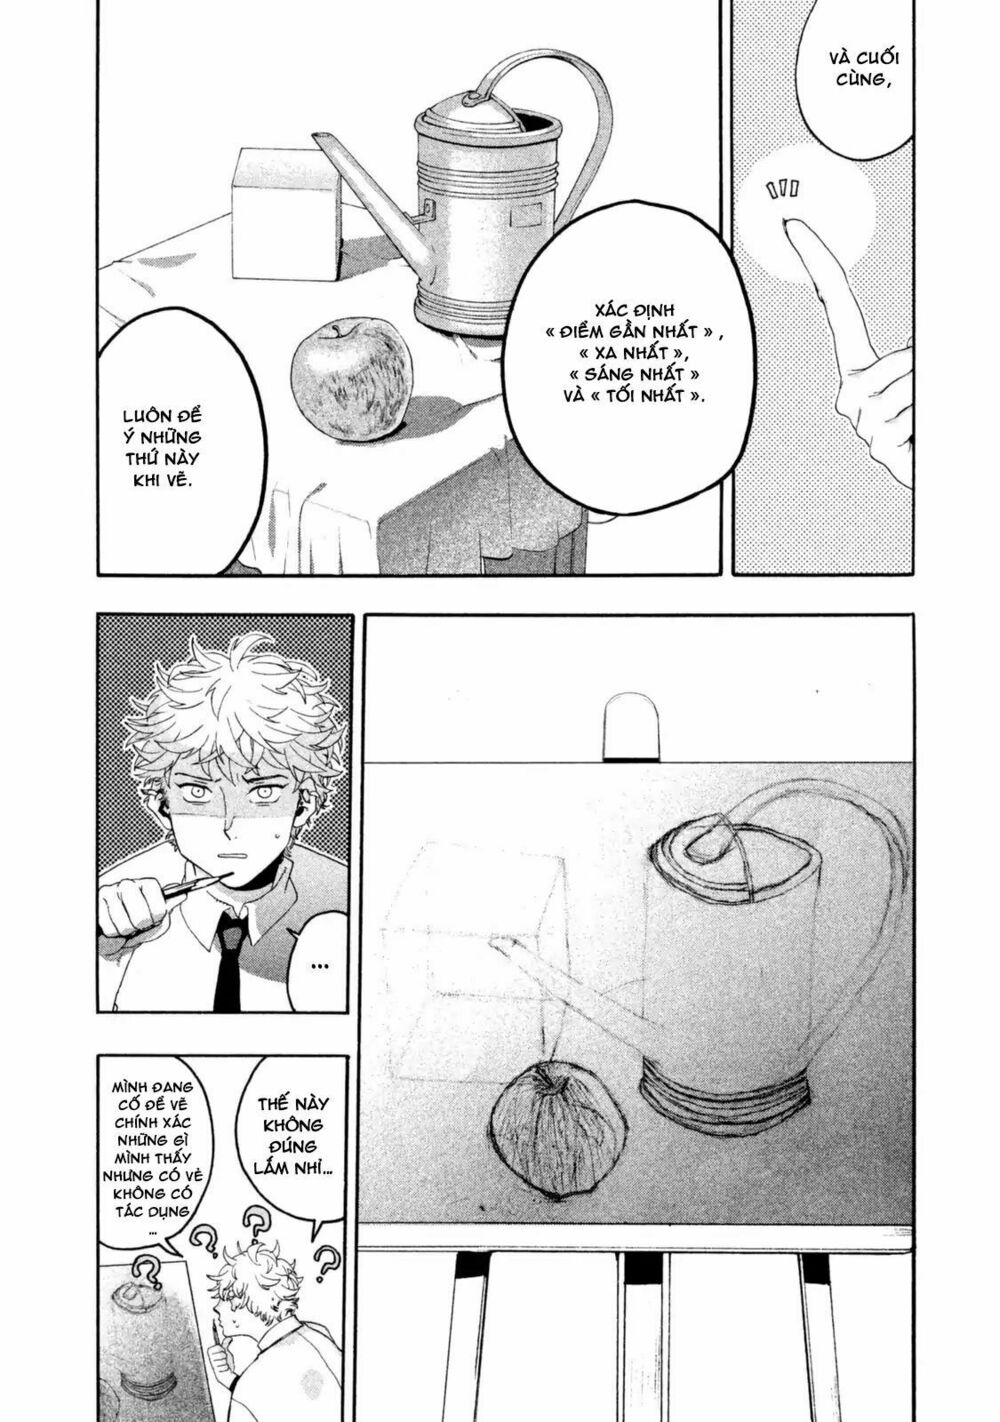 VÀ CUỐI
CÙNG,
XÁC ĐỊNH
« ĐIỂM GẦN NHẤT » ,
« XA NHẤT »,
« SÁNG NHẤT »
VÀ « TỐI NHẤT ».
LUÔN ĐỂ
Ý NHỮNG
THỨ NÀY
KHI VẼ.
...
THẾ NÀY
KHÔNG
ĐÚNG
LẮM NHỈ...
MÌNH ĐANG
CỐ ĐỂ VẼ
CHÍNH XÁC
NHỮNG GÌ
MÌNH THẤY
NHƯNG CÓ VẺ
KHÔNG CÓ
TÁC DỤNG
...
? ? ? ? ?